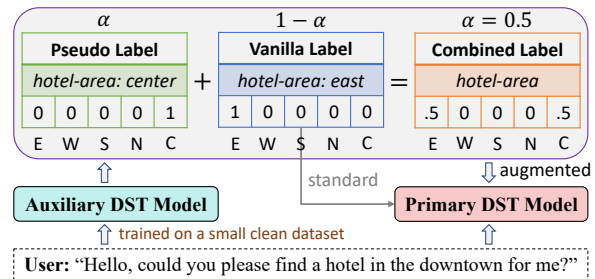 α 1 − α α = 0.5
Pseudo Label Vanilla Label Combined Label
hotel-area: center + hotel-area: east = hotel-area
0 0 0 0 1 1 0 0 0 0 .5 0 0 0 .5
E W S N C E W S N C E W S N C
standard augmented
Auxiliary DST Model Primary DST Model
trained on a small clean dataset
User: “Hello, could you please find a hotel in the downtown for me?”